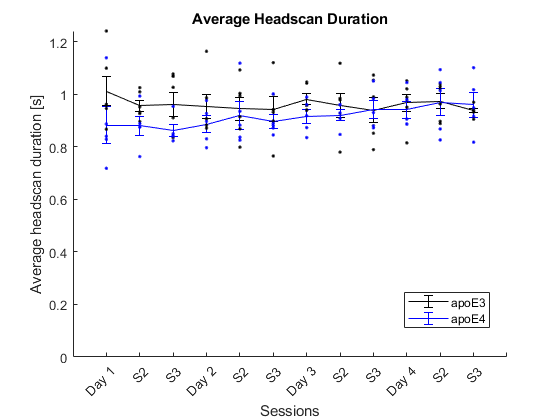 Average Headscan Duration
Average headscan duration [s]
1.2
1
0.8
0.6
0.4
0.2
0
Day 1 S2 S3 Day 2 S2 S3 Day 3 S2 S3 Day 4 S2 S3
Sessions
apoE3
apoE4